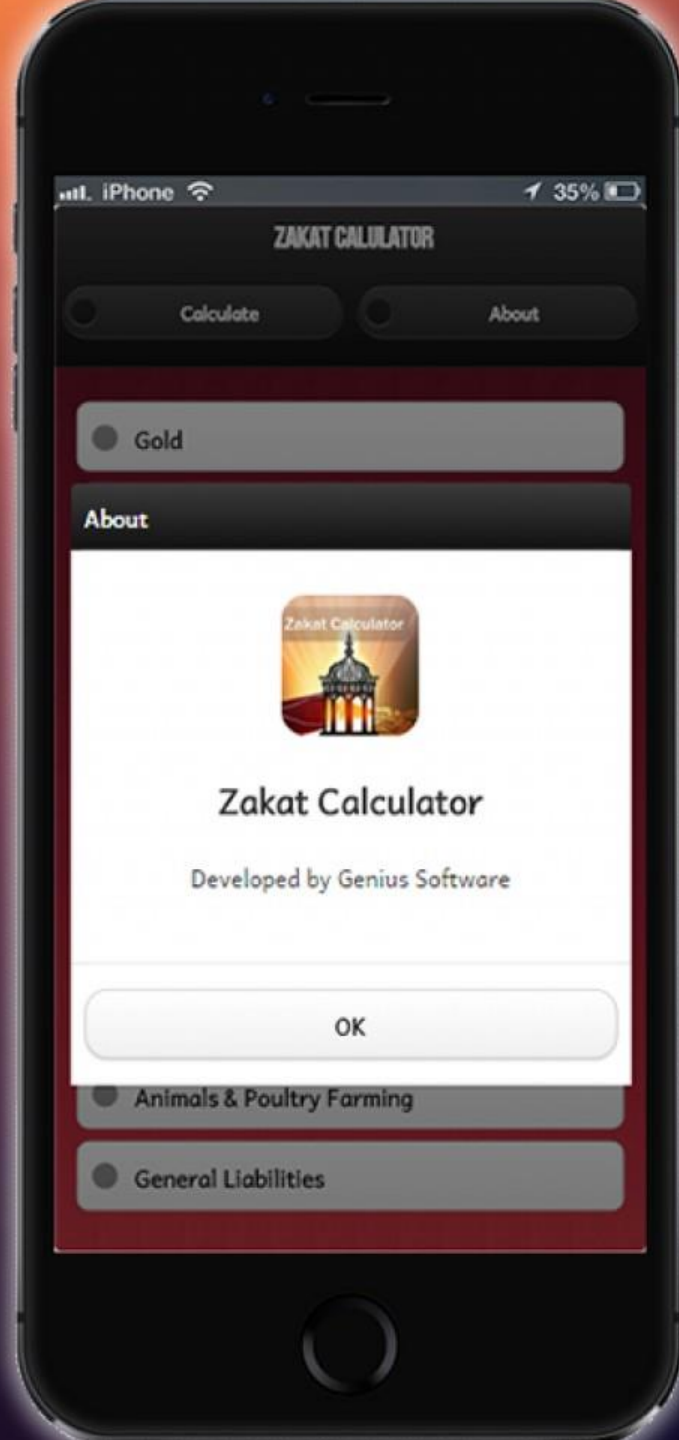 iPhone 35%
ZAKAT CALULATOR
Calculate About
Gold
About
Zakat Calculator
Zakat Calculator
Developed by Genius Software
OK
Animals & Poultry Farming
General Liabilities